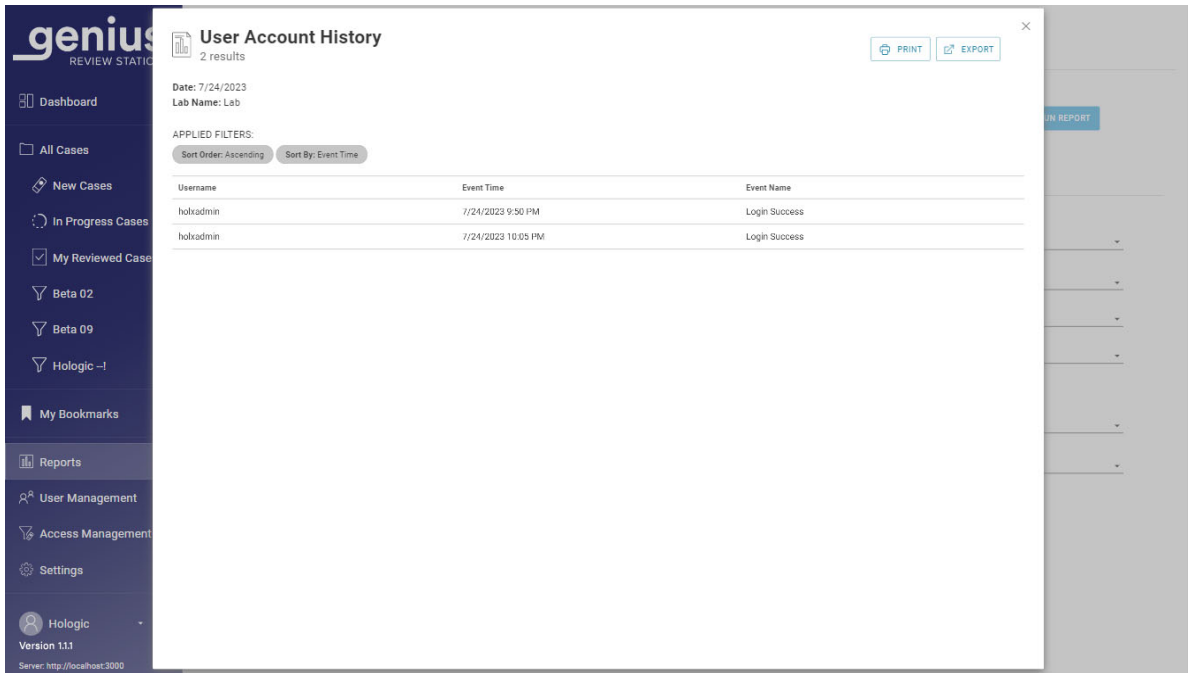 genius
REVIEW STATIO
Dashboard
All Cases
New Cases
In Progress Cases
My Reviewed Case
Beta 02
Beta 09
Hologic --!
My Bookmarks
Reports
User Management
Access Management
Settings
Hologic
Version 1.1.1
Server: http://localhost:3000
User Account History
2 results
PRINT
EXPORT
Date: 7/24/2023
Lab Name: Lab
APPLIED FILTERS:
Sort Order: Ascending
Sort By: Event Time
Username Event Time Event Name
holxadmin 7/24/2023 9:50 PM Login Success
holxadmin 7/24/2023 10:05 PM Login Success
UN REPORT